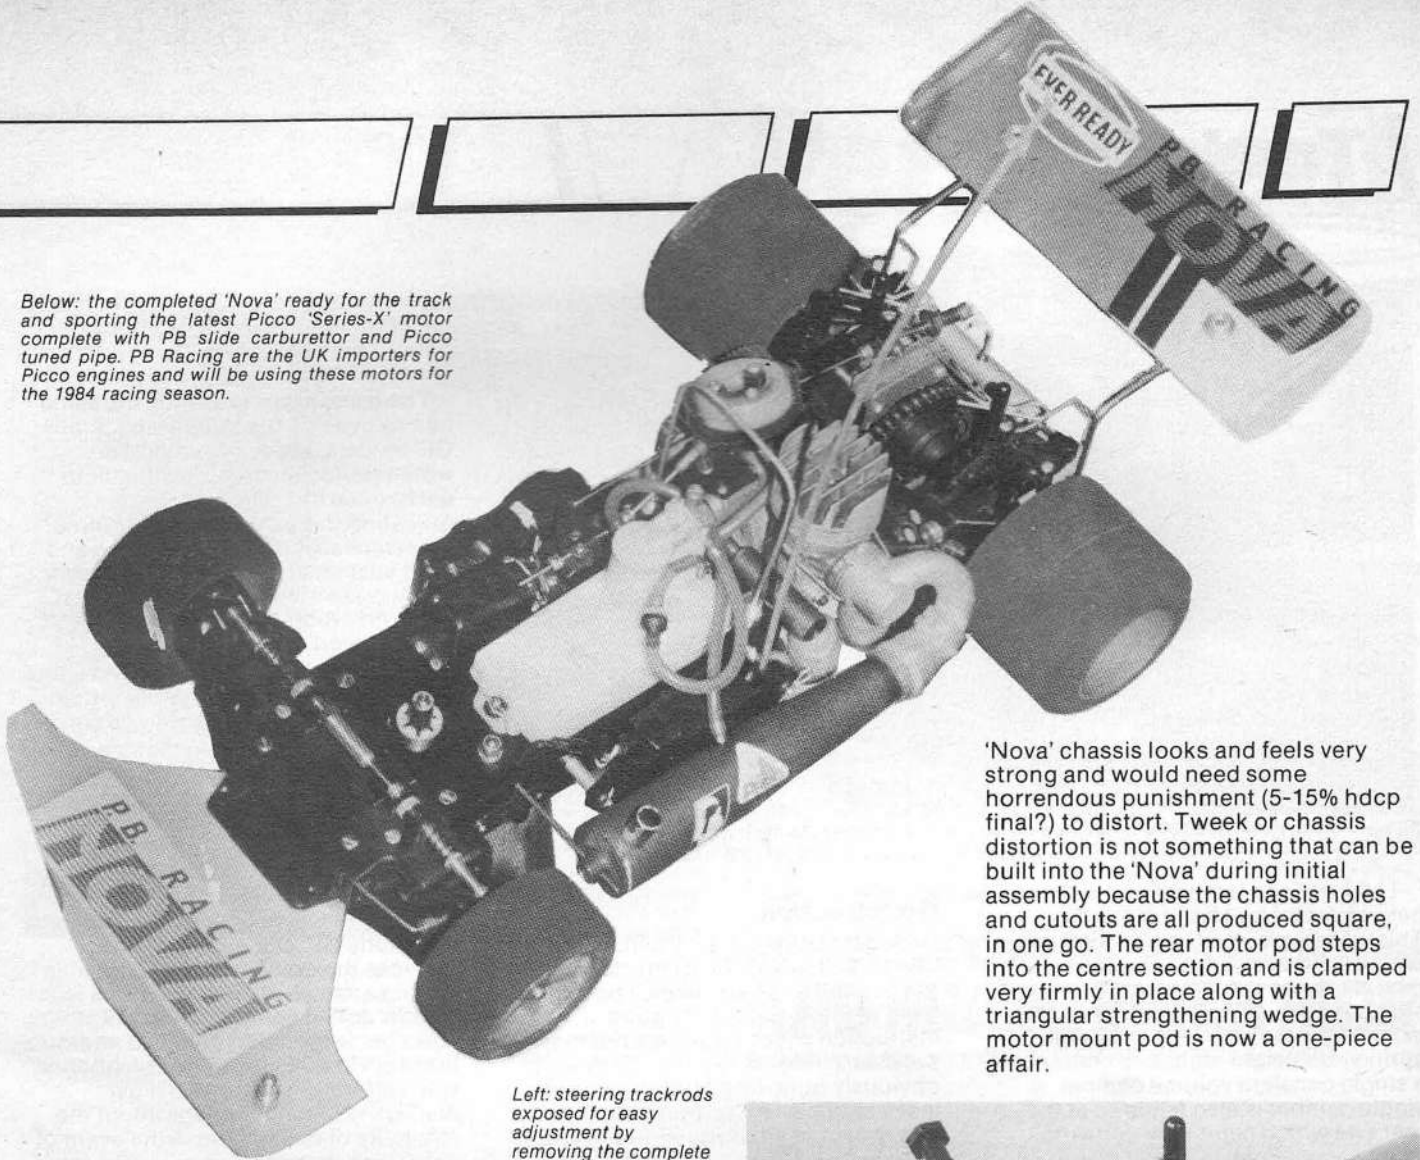 EVER READY
P.B. RACING
NOVA
Below: the completed 'Nova' ready for the track
and sporting the latest Picco 'Series-X' motor
complete with PB slide carburettor and Picco
tuned pipe. PB Racing are the UK importers for
Picco engines and will be using these motors for
the 1984 racing season.
P.B. RACING
NOVA
'Nova' chassis looks and feels very
strong and would need some
horrendous punishment (5-15% hdcp
final?) to distort. Tweek or chassis
distortion is not something that can be
built into the 'Nova' during initial
assembly because the chassis holes
and cutouts are all produced square,
in one go. The rear motor pod steps
into the centre section and is clamped
very firmly in place along with a
triangular strengthening wedge. The
motor mount pod is now a one-piece
affair.
Left: steering trackrods
exposed for easy
adjustment by
removing the complete